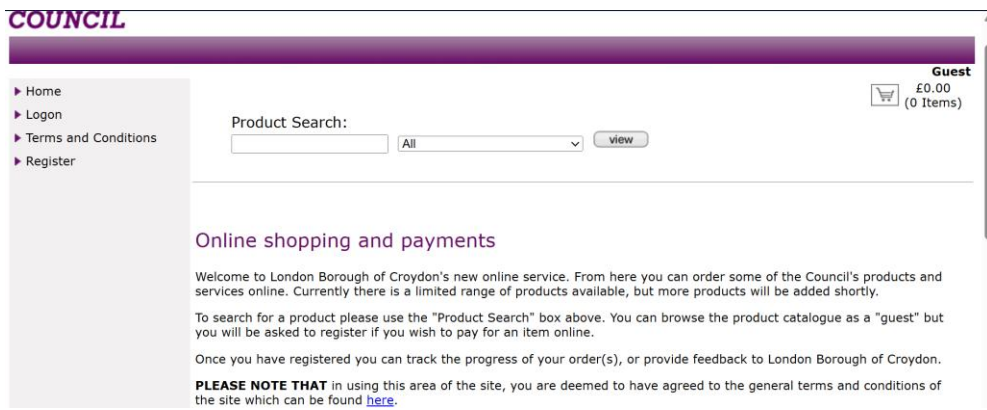 COUNCIL
Guest
£0.00
(0 Items)
Home
Logon
Terms and Conditions
Register
Product Search:
All
view
Online shopping and payments
Welcome to London Borough of Croydon's new online service. From here you can order some of the Council's products and
services online. Currently there is a limited range of products available, but more products will be added shortly.
To search for a product please use the "Product Search" box above. You can browse the product catalogue as a "guest" but
you will be asked to register if you wish to pay for an item online.
Once you have registered you can track the progress of your order(s), or provide feedback to London Borough of Croydon.
PLEASE NOTE THAT in using this area of the site, you are deemed to have agreed to the general terms and conditions of
the site which can be found here.